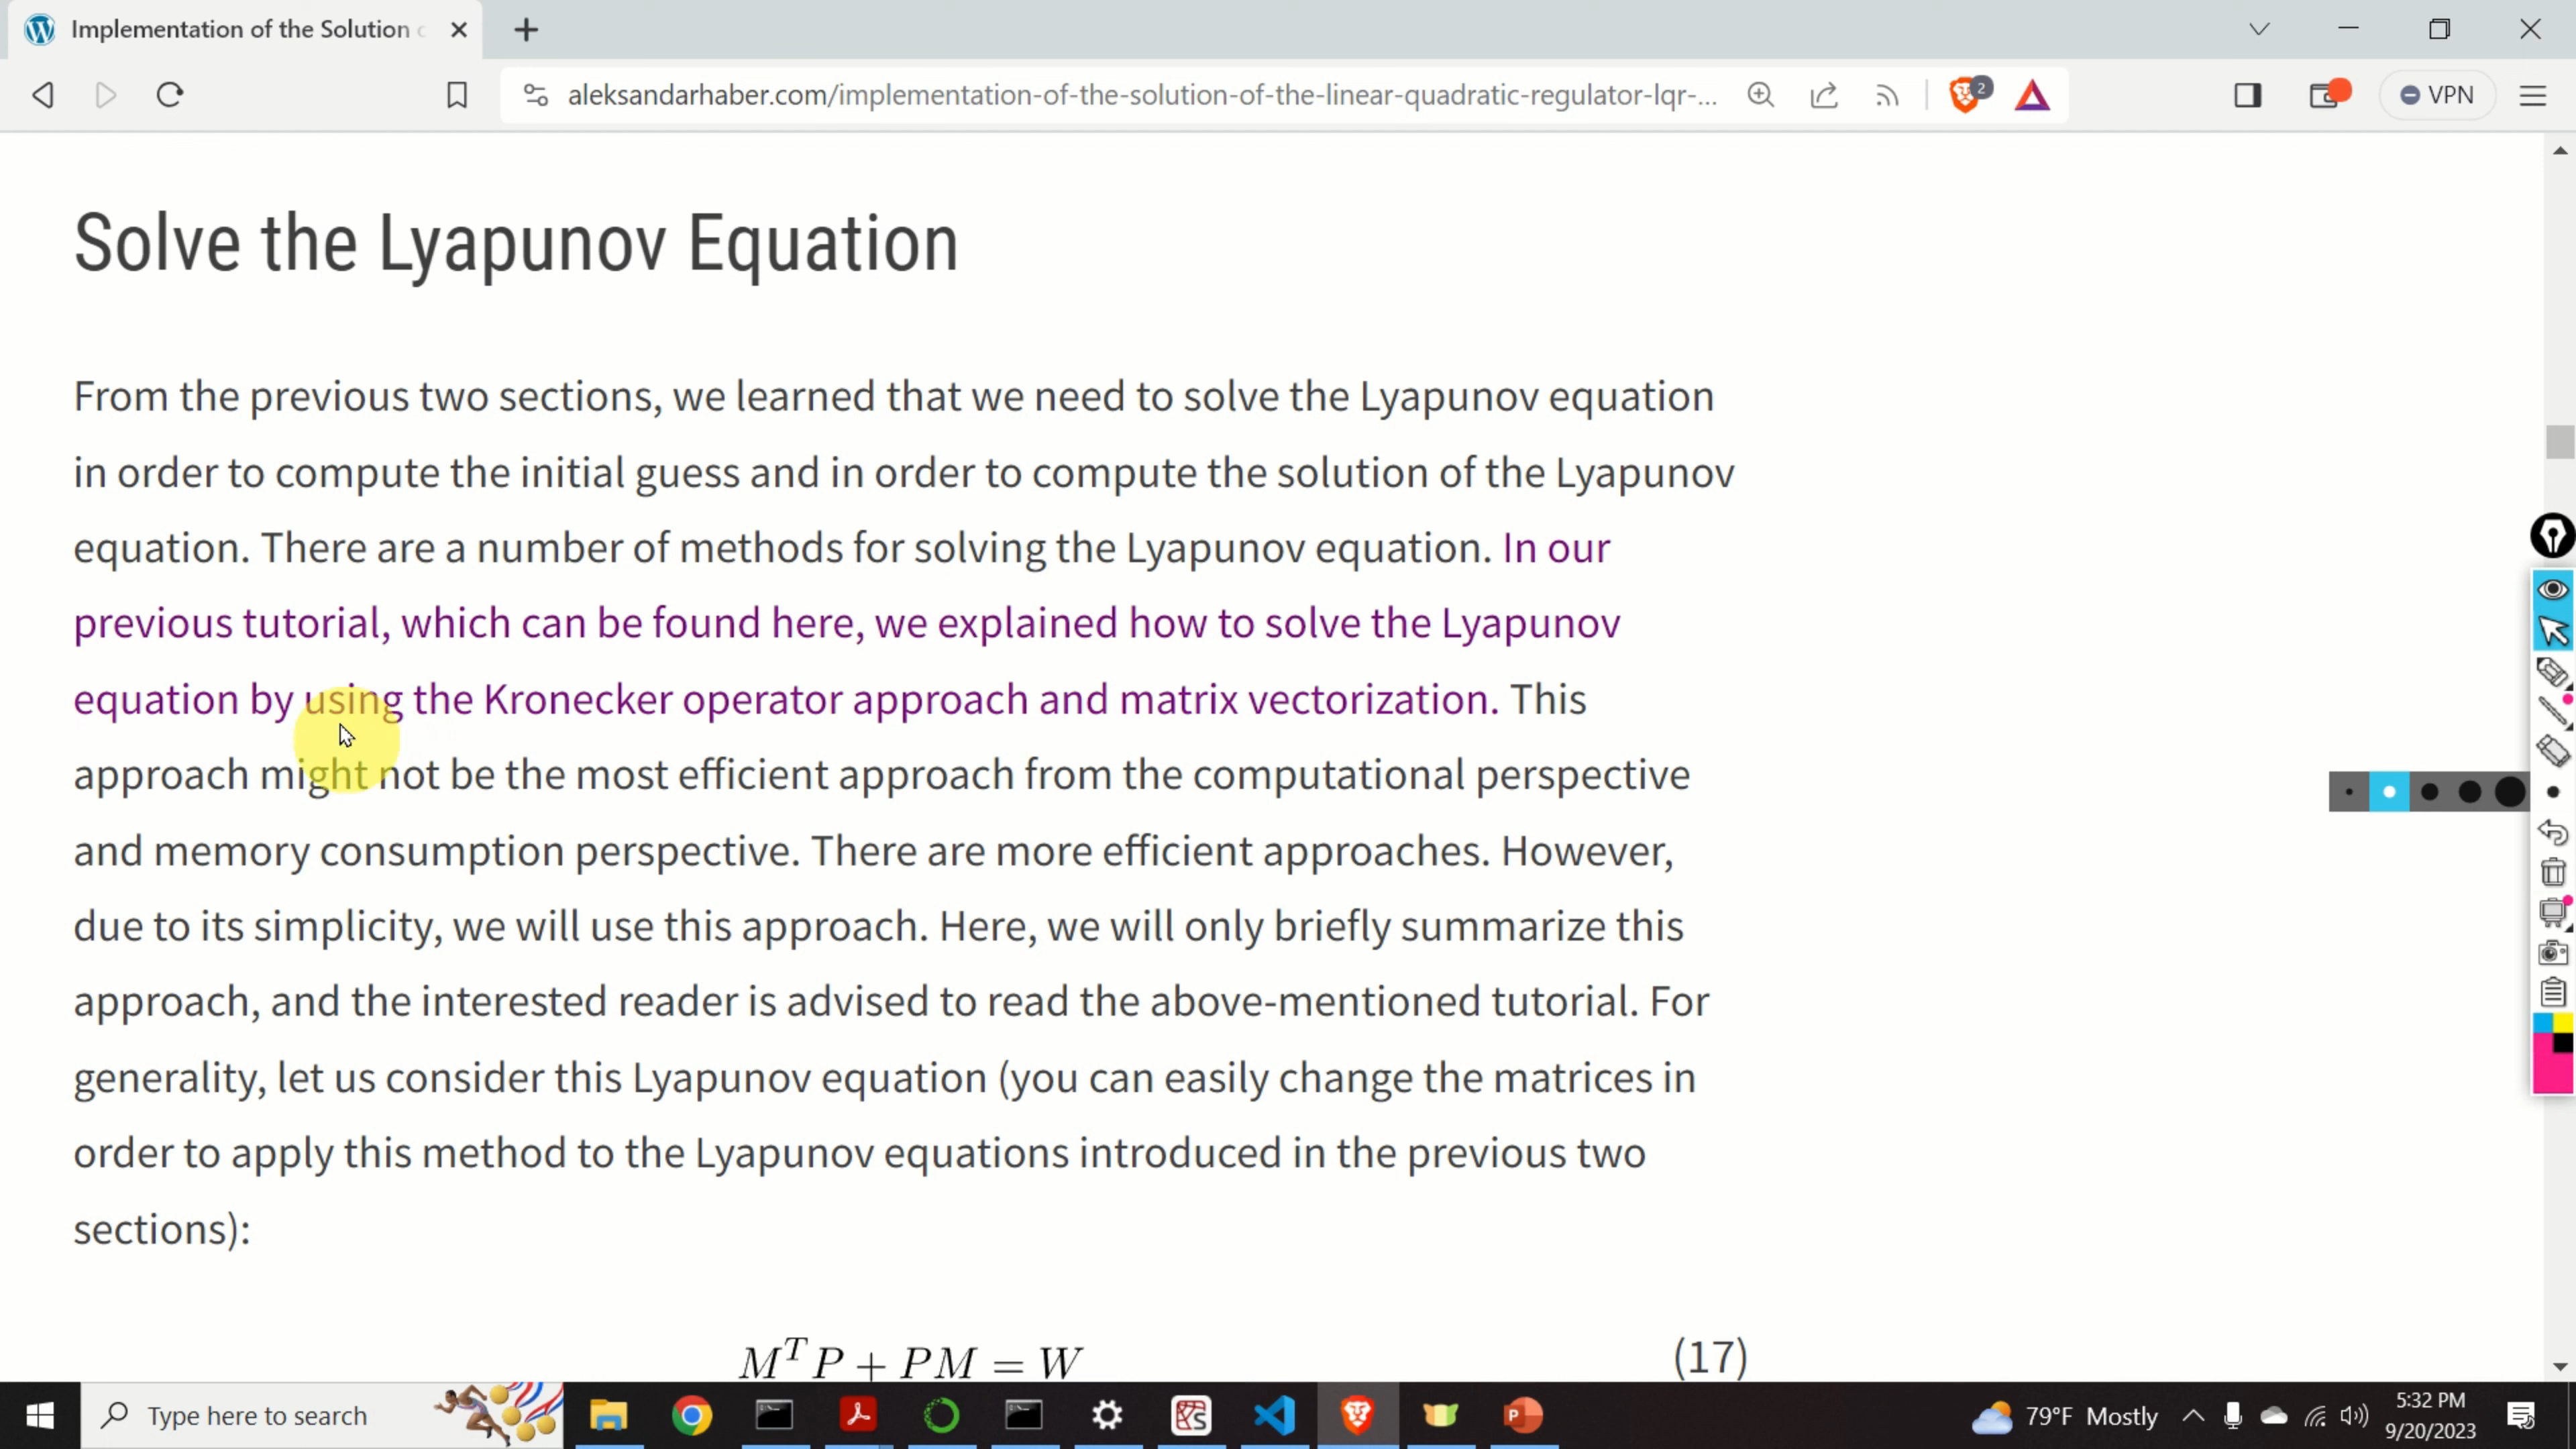 Implementation of the Solution
aleksandarhaber.com/implementation-of-the-solution-of-the-linear-quadratic-regulator-lqr-...
2
VPN
Solve the Lyapunov Equation
From the previous two sections, we learned that we need to solve the Lyapunov equation
in order to compute the initial guess and in order to compute the solution of the Lyapunov
equation. There are a number of methods for solving the Lyapunov equation. In our
previous tutorial, which can be found here, we explained how to solve the Lyapunov
equation by using the Kronecker operator approach and matrix vectorization. This
approach might not be the most efficient approach from the computational perspective
and memory consumption perspective. There are more efficient approaches. However,
due to its simplicity, we will use this approach. Here, we will only briefly summarize this
approach, and the interested reader is advised to read the above-mentioned tutorial. For
generality, let us consider this Lyapunov equation (you can easily change the matrices in
order to apply this method to the Lyapunov equations introduced in the previous two
sections):
M^T P + PM = W (17)
Type here to search
79°F Mostly
5:32 PM
9/20/2023